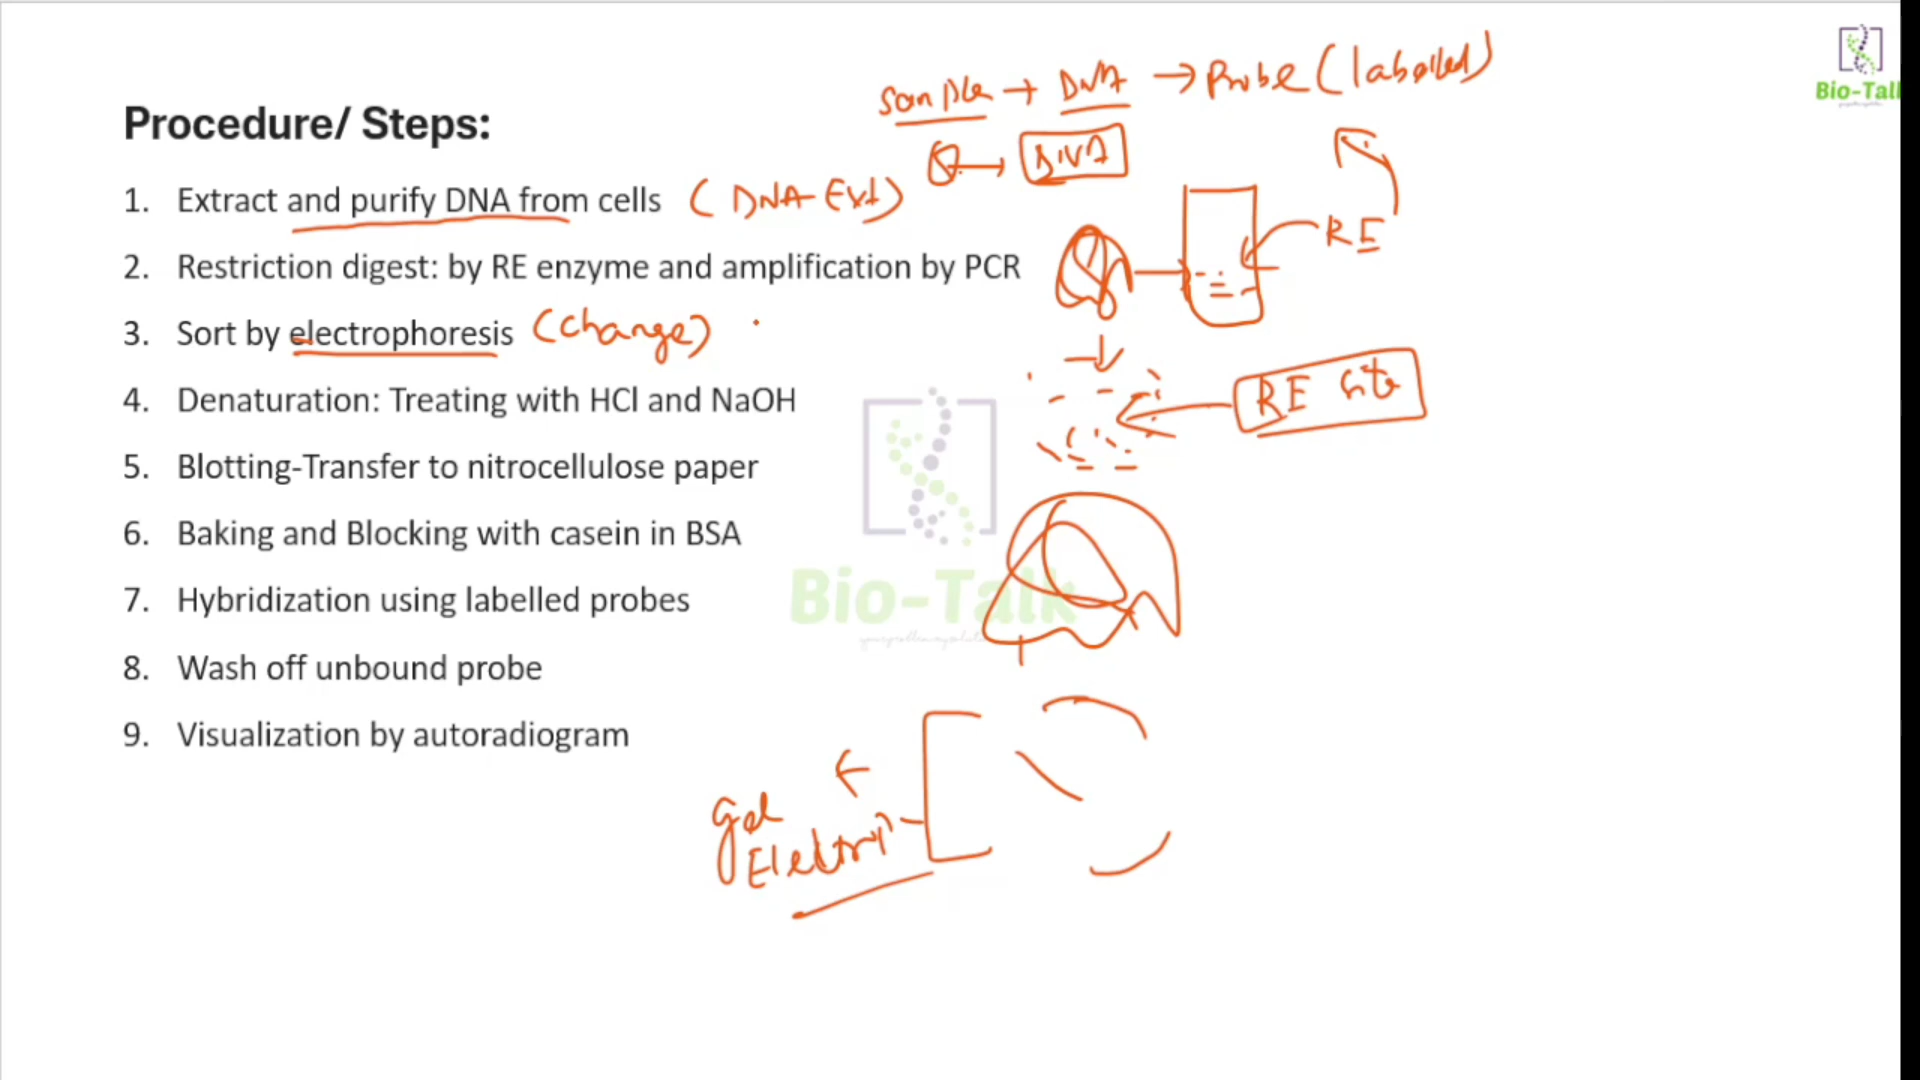 sample → DNA → Probe (labelled)
Bio-Talk
Procedure/ Steps:
DNA
1. Extract and purify DNA from cells (DNA Ext)
RE
2. Restriction digest: by RE enzyme and amplification by PCR
3. Sort by electrophoresis (change)
RE site
4. Denaturation: Treating with HCl and NaOH
5. Blotting-Transfer to nitrocellulose paper
6. Baking and Blocking with casein in BSA
Bio-Talk
7. Hybridization using labelled probes
8. Wash off unbound probe
9. Visualization by autoradiogram
gel